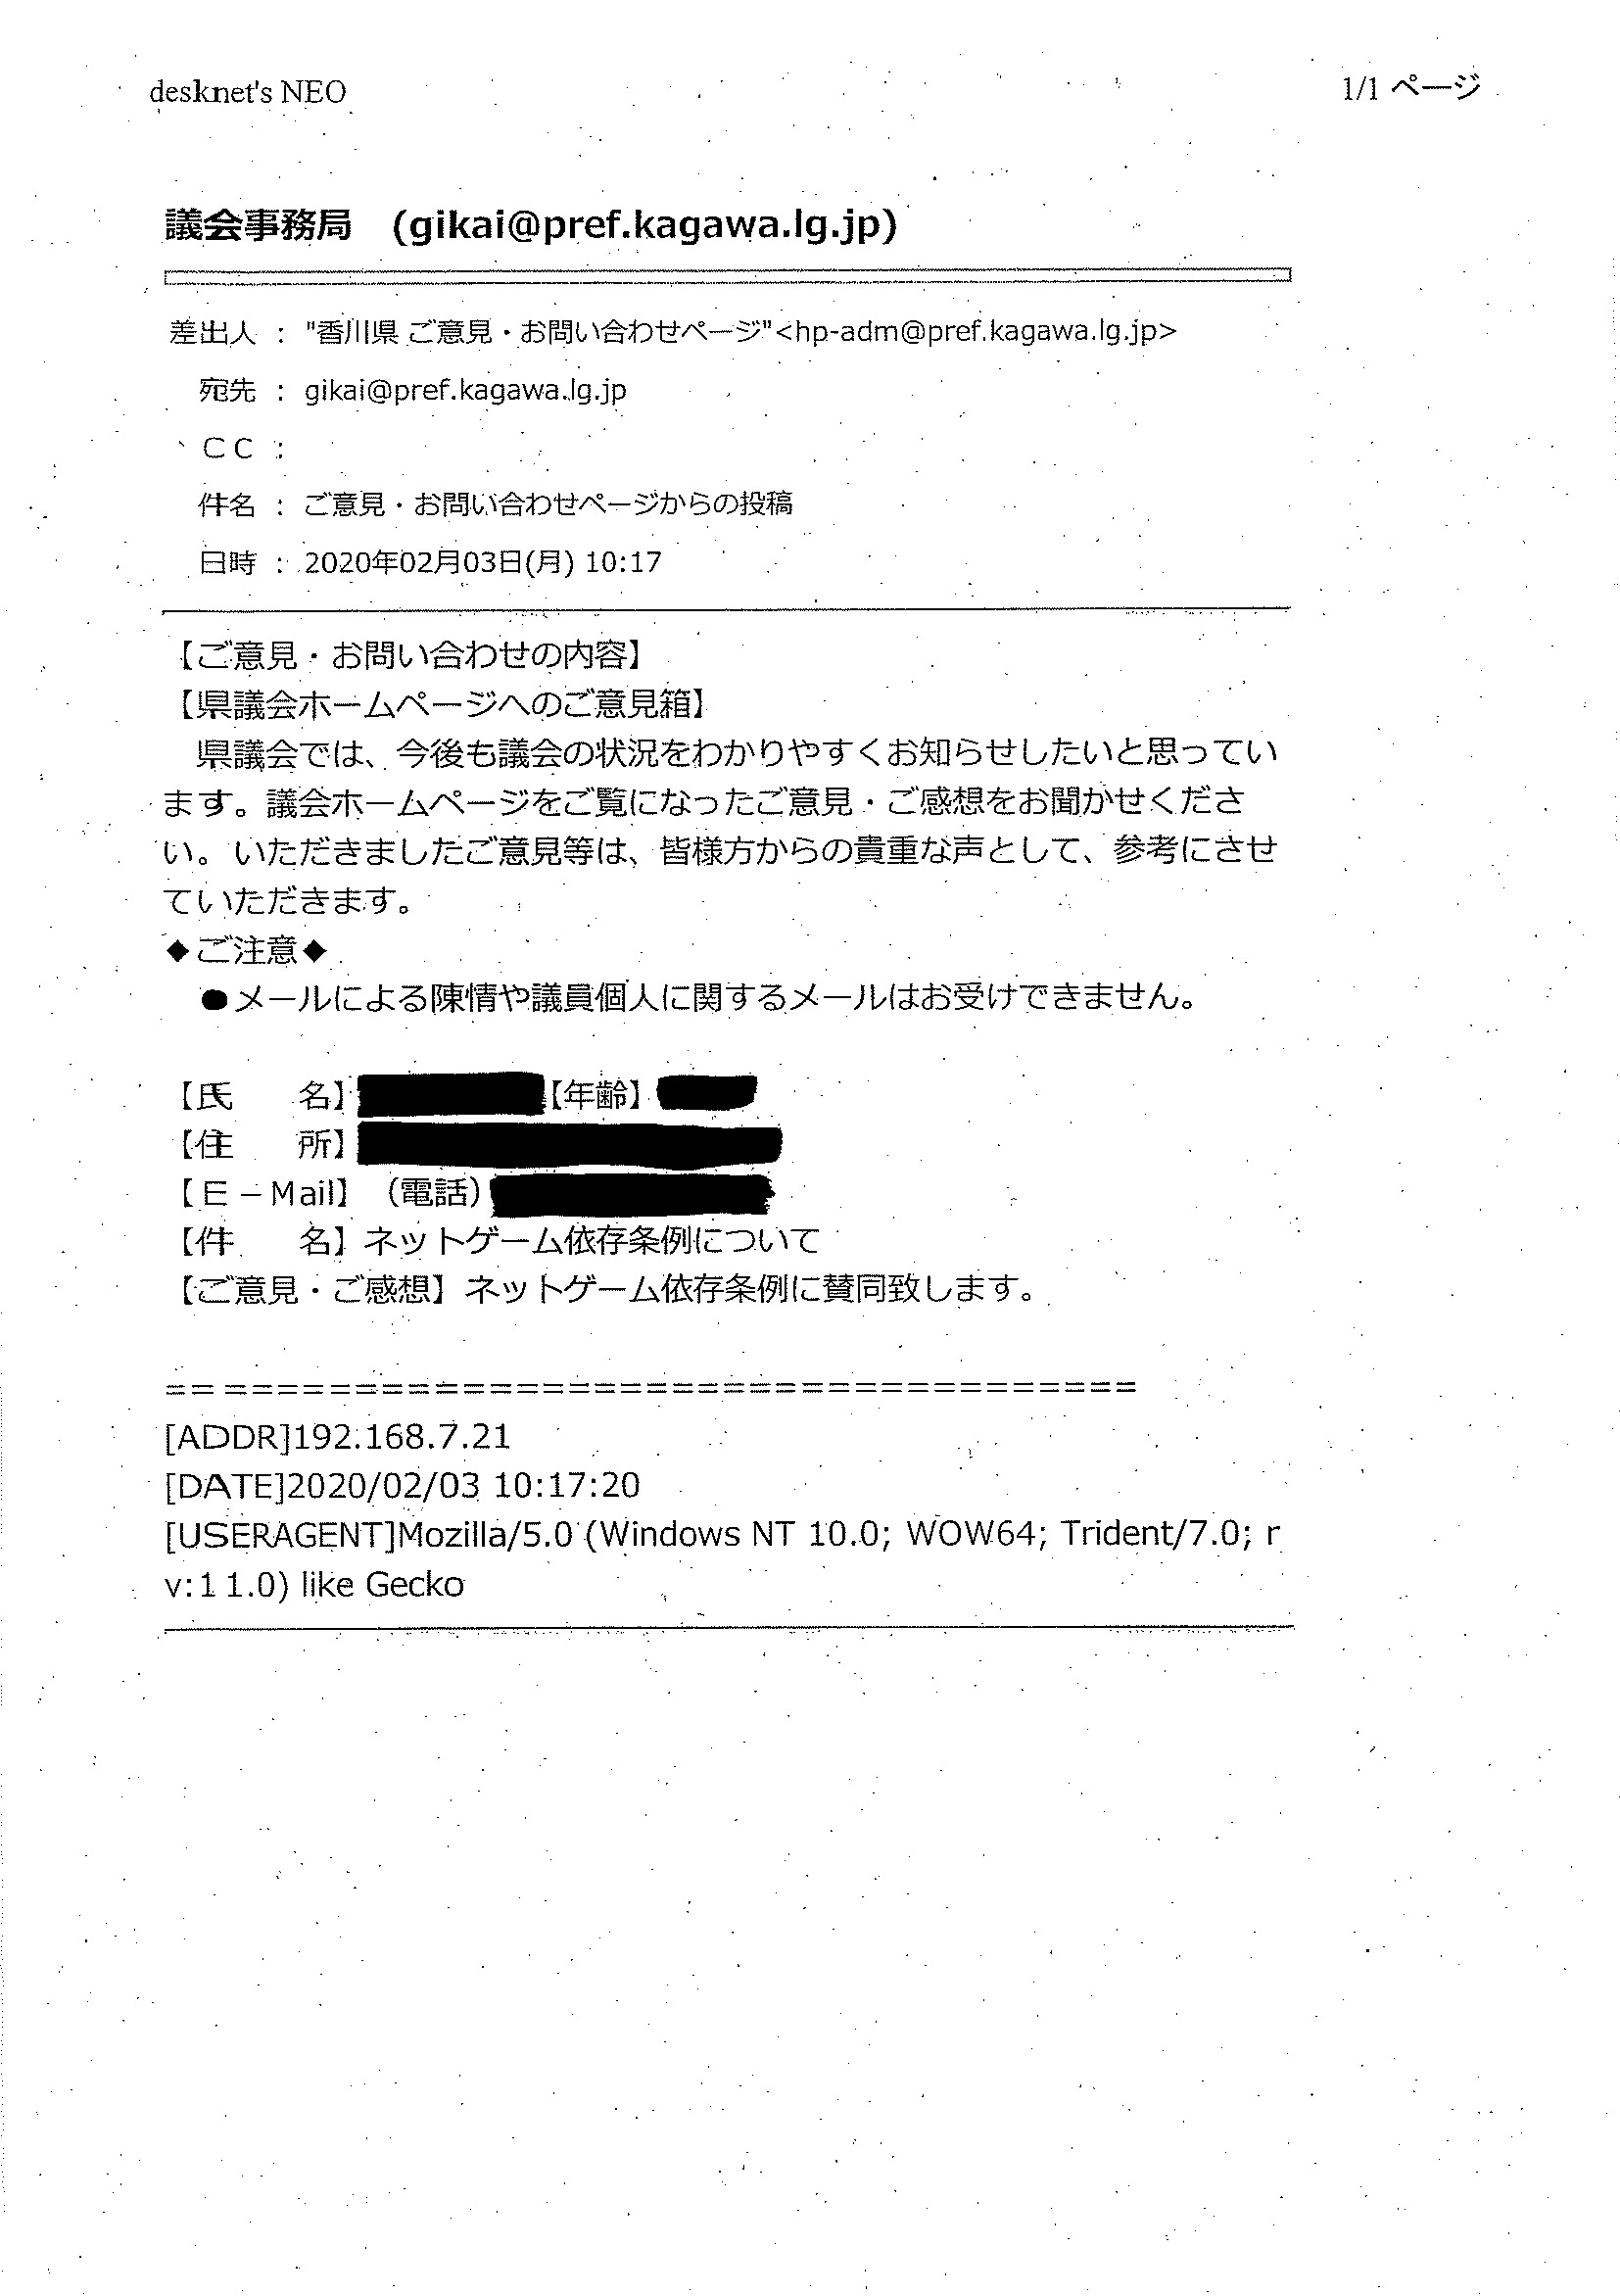 desknet's NEO
1/1 ページ
議会事務局　(gikai@pref.kagawa.lg.jp)
差出人 ： "香川県 ご意見・お問い合わせページ"<hp-adm@pref.kagawa.lg.jp>
宛先 ： gikai@pref.kagawa.lg.jp
ＣＣ ：
件名 ： ご意見・お問い合わせページからの投稿
日時 ： 2020年02月03日(月) 10:17
【ご意見・お問い合わせの内容】
【県議会ホームページへのご意見箱】
　県議会では、今後も議会の状況をわかりやすくお知らせしたいと思ってい
ます。議会ホームページをご覧になったご意見・ご感想をお聞かせくださ
い。いただきましたご意見等は、皆様方からの貴重な声として、参考にさせ
ていただきます。
◆ご注意◆
　●メールによる陳情や議員個人に関するメールはお受けできません。
【氏　　名】【年齢】
【住　　所】
【Ｅ－Mail】（電話）
【件　　名】ネットゲーム依存条例について
【ご意見・ご感想】ネットゲーム依存条例に賛同致します。
=====================================
[ADDR]192.168.7.21
[DATE]2020/02/03 10:17:20
[USERAGENT]Mozilla/5.0 (Windows NT 10.0; WOW64; Trident/7.0; r
v:11.0) like Gecko